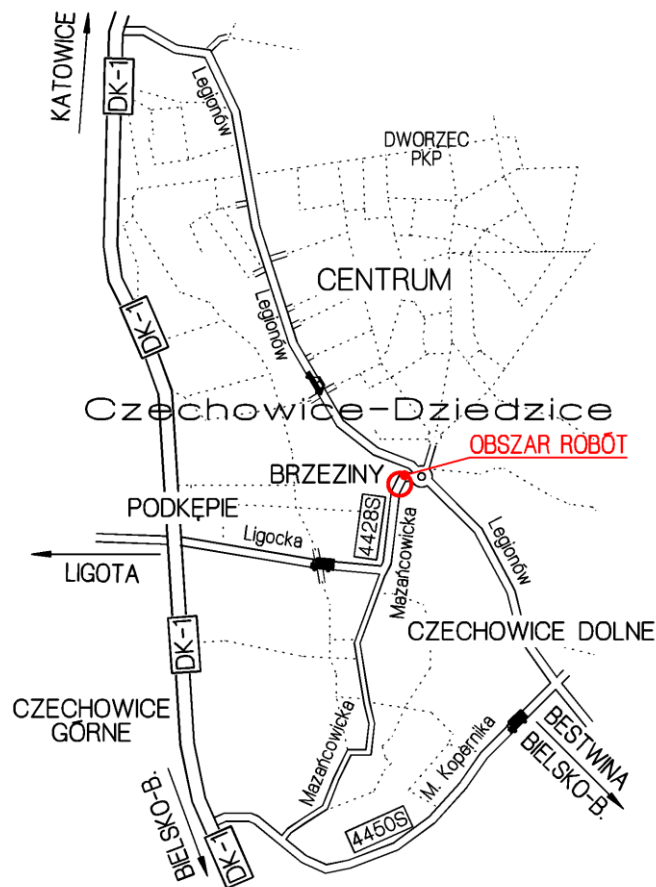 KATOWICE
DK-1
Legionów
DWORZEC
PKP
CENTRUM
DK-1
Legionów
Czechowice-Dziedzice
OBSZAR ROBÓT
BRZEZINY
PODKĘPIE
4428S
Ligocka
Mazańcowicka
Legionów
LIGOTA
DK-1
CZECHOWICE DOLNE
CZECHOWICE
GÓRNE
Mazańcowicka
M. Kopernika
BESTWINA
BIELSKO-B.
BIELSKO-B.
DK-1
4450S